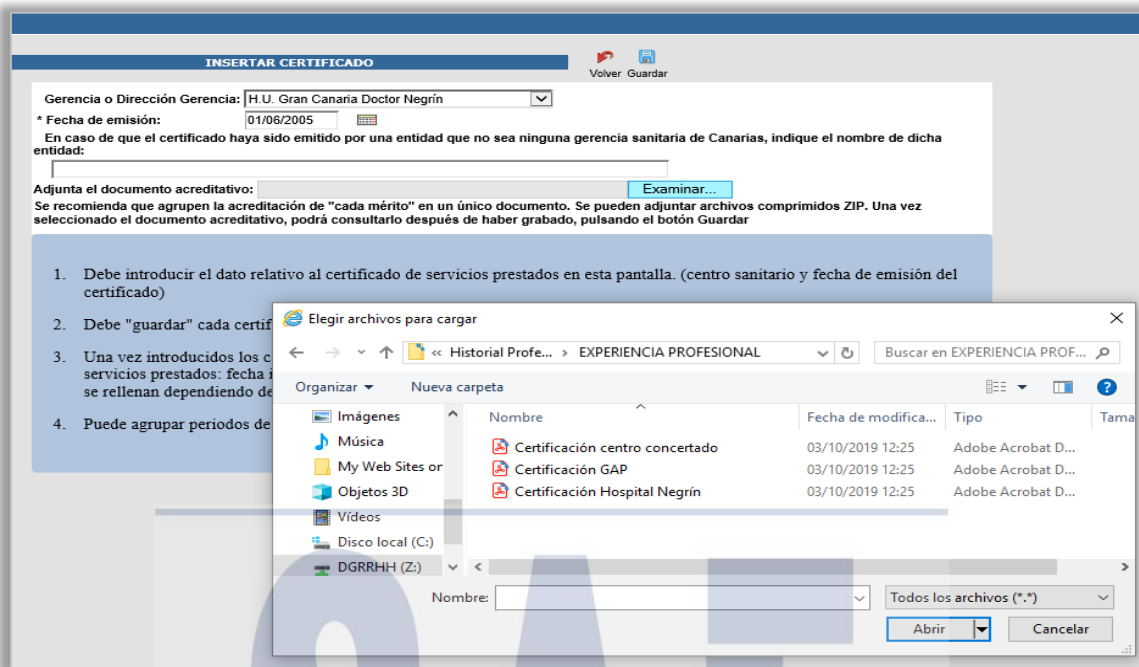 INSERTAR CERTIFICADO
Volver Guardar
Gerencia o Dirección Gerencia: H.U. Gran Canaria Doctor Negrín
* Fecha de emisión: 01/06/2005
En caso de que el certificado haya sido emitido por una entidad que no sea ninguna gerencia sanitaria de Canarias, indique el nombre de dicha
entidad:
Adjunta el documento acreditativo: Examinar...
Se recomienda que agrupen la acreditación de "cada mérito" en un único documento. Se pueden adjuntar archivos comprimidos ZIP. Una vez
seleccionado el documento acreditativo, podrá consultarlo después de haber grabado, pulsando el botón Guardar
1. Debe introducir el dato relativo al certificado de servicios prestados en esta pantalla. (centro sanitario y fecha de emisión del
certificado)
2. Debe "guardar" cada certif
3. Una vez introducidos los c
servicios prestados: fecha i
se rellenan dependiendo de
4. Puede agrupar periodos de
Elegir archivos para cargar
« Historial Profe... > EXPERIENCIA PROFESIONAL
Buscar en EXPERIENCIA PROF...
Organizar Nueva carpeta
Imágenes
Música
My Web Sites or
Objetos 3D
Vídeos
Disco local (C:)
DGRRHH (Z:)
Nombre Fecha de modifica... Tipo Tama
Certificación centro concertado 03/10/2019 12:25 Adobe Acrobat D...
Certificación GAP 03/10/2019 12:25 Adobe Acrobat D...
Certificación Hospital Negrín 03/10/2019 12:25 Adobe Acrobat D...
Nombre: Todos los archivos (*.*)
Abrir Cancelar